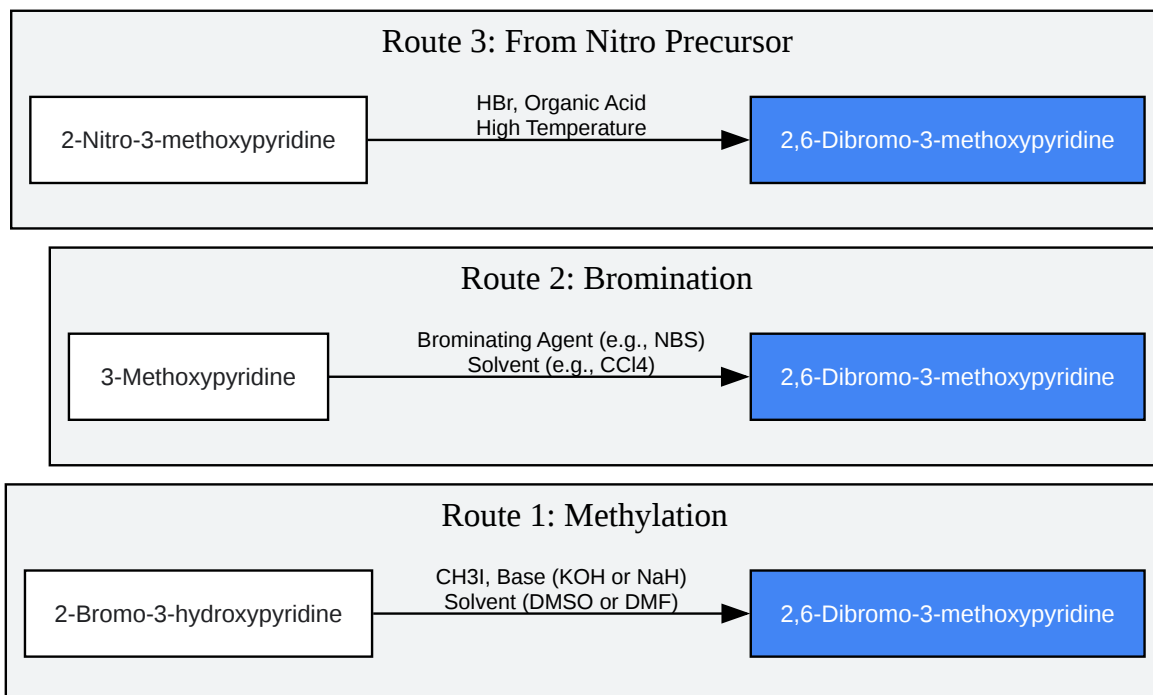 Route 3: From Nitro Precursor
2-Nitro-3-methoxypyridine
HBr, Organic Acid
High Temperature
2,6-Dibromo-3-methoxypyridine
Route 2: Bromination
3-Methoxypyridine
Brominating Agent (e.g., NBS)
Solvent (e.g., CCl4)
2,6-Dibromo-3-methoxypyridine
Route 1: Methylation
2-Bromo-3-hydroxypyridine
CH3I, Base (KOH or NaH)
Solvent (DMSO or DMF)
2,6-Dibromo-3-methoxypyridine